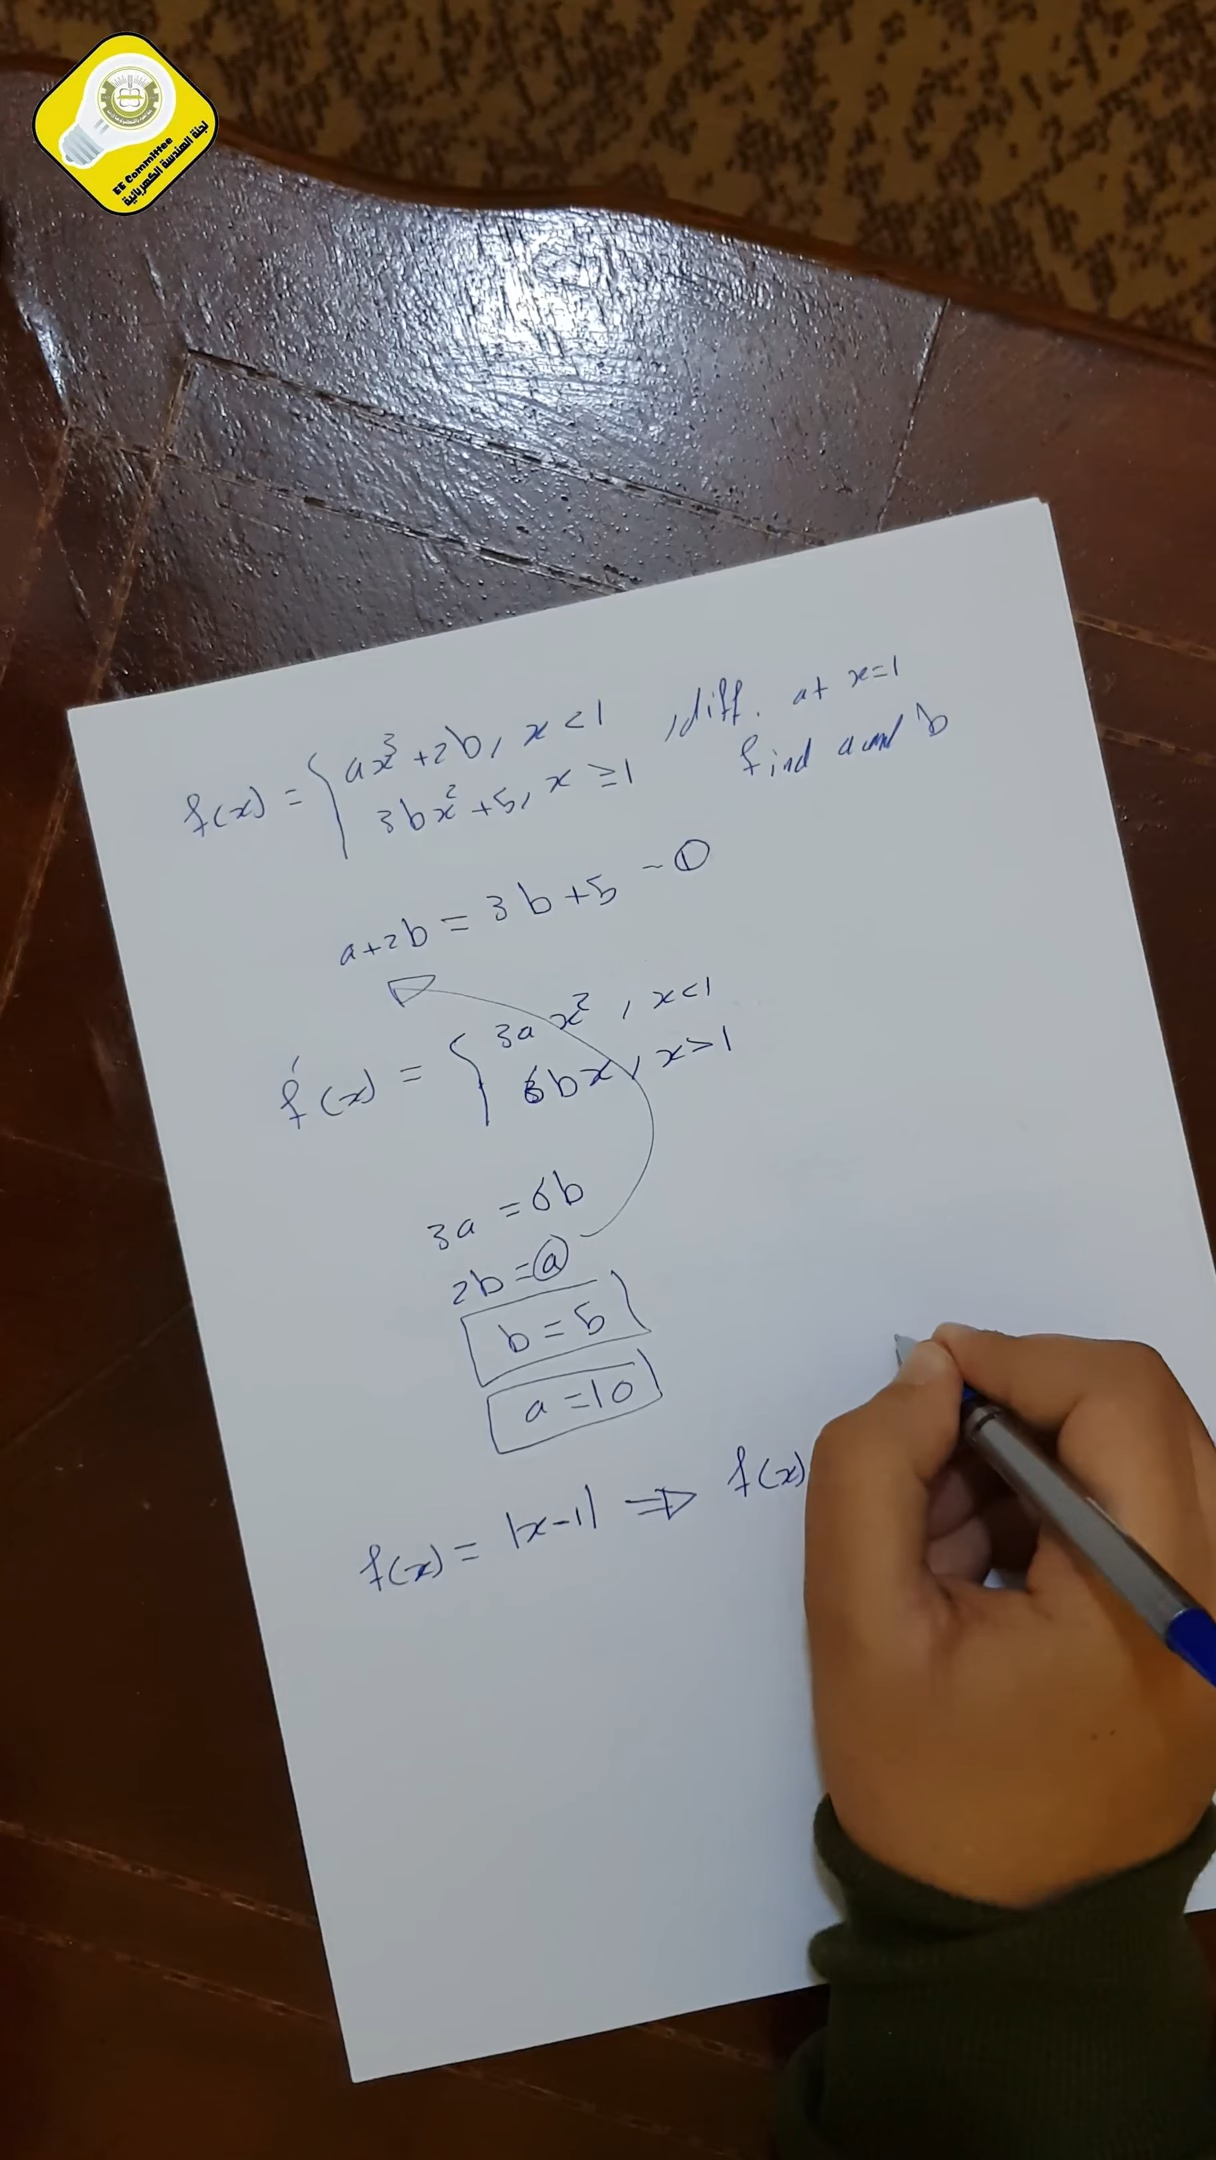 EE Committee
لجنة الهندسة الكهربائية
f(x) = { ax³+2b, x<1 , diff. at x=1
3bx²+5, x≥1 find a and b
a+2b = 3b+5 - ①
f'(x) = { 3ax², x<1
6bx, x>1
3a = 6b
2b = a
b = 5
a = 10
f(x) = |x-1| ⇒ f(x)